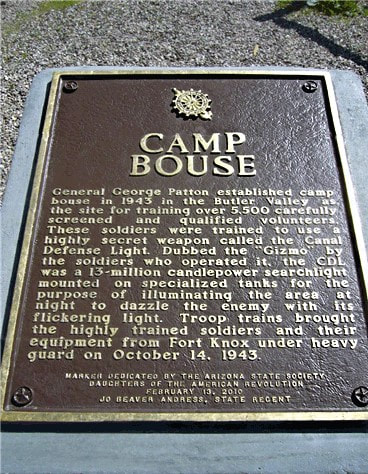 CAMP
BOUSE
General George Patton established camp
bouse in 1943 in the Butler Valley as
the site for training over 5,500 carefully
screened and qualified volunteers.
These soldiers were trained to use a
highly secret weapon called the Canal
Defense Light. Dubbed the "Gizmo" by
the soldiers who operated it, the CDL
was a 13-million candlepower searchlight
mounted on specialized tanks for the
purpose of illuminating the area at
night to dazzle the enemy with its
flickering light. Troop trains brought
the highly trained soldiers and their
equipment from Fort Knox under heavy
guard on October 14, 1943.
MARKER DEDICATED BY THE ARIZONA STATE SOCIETY
DAUGHTERS OF THE AMERICAN REVOLUTION
FEBRUARY 13, 2010
JO BEAVER ANDRESS, STATE REGENT